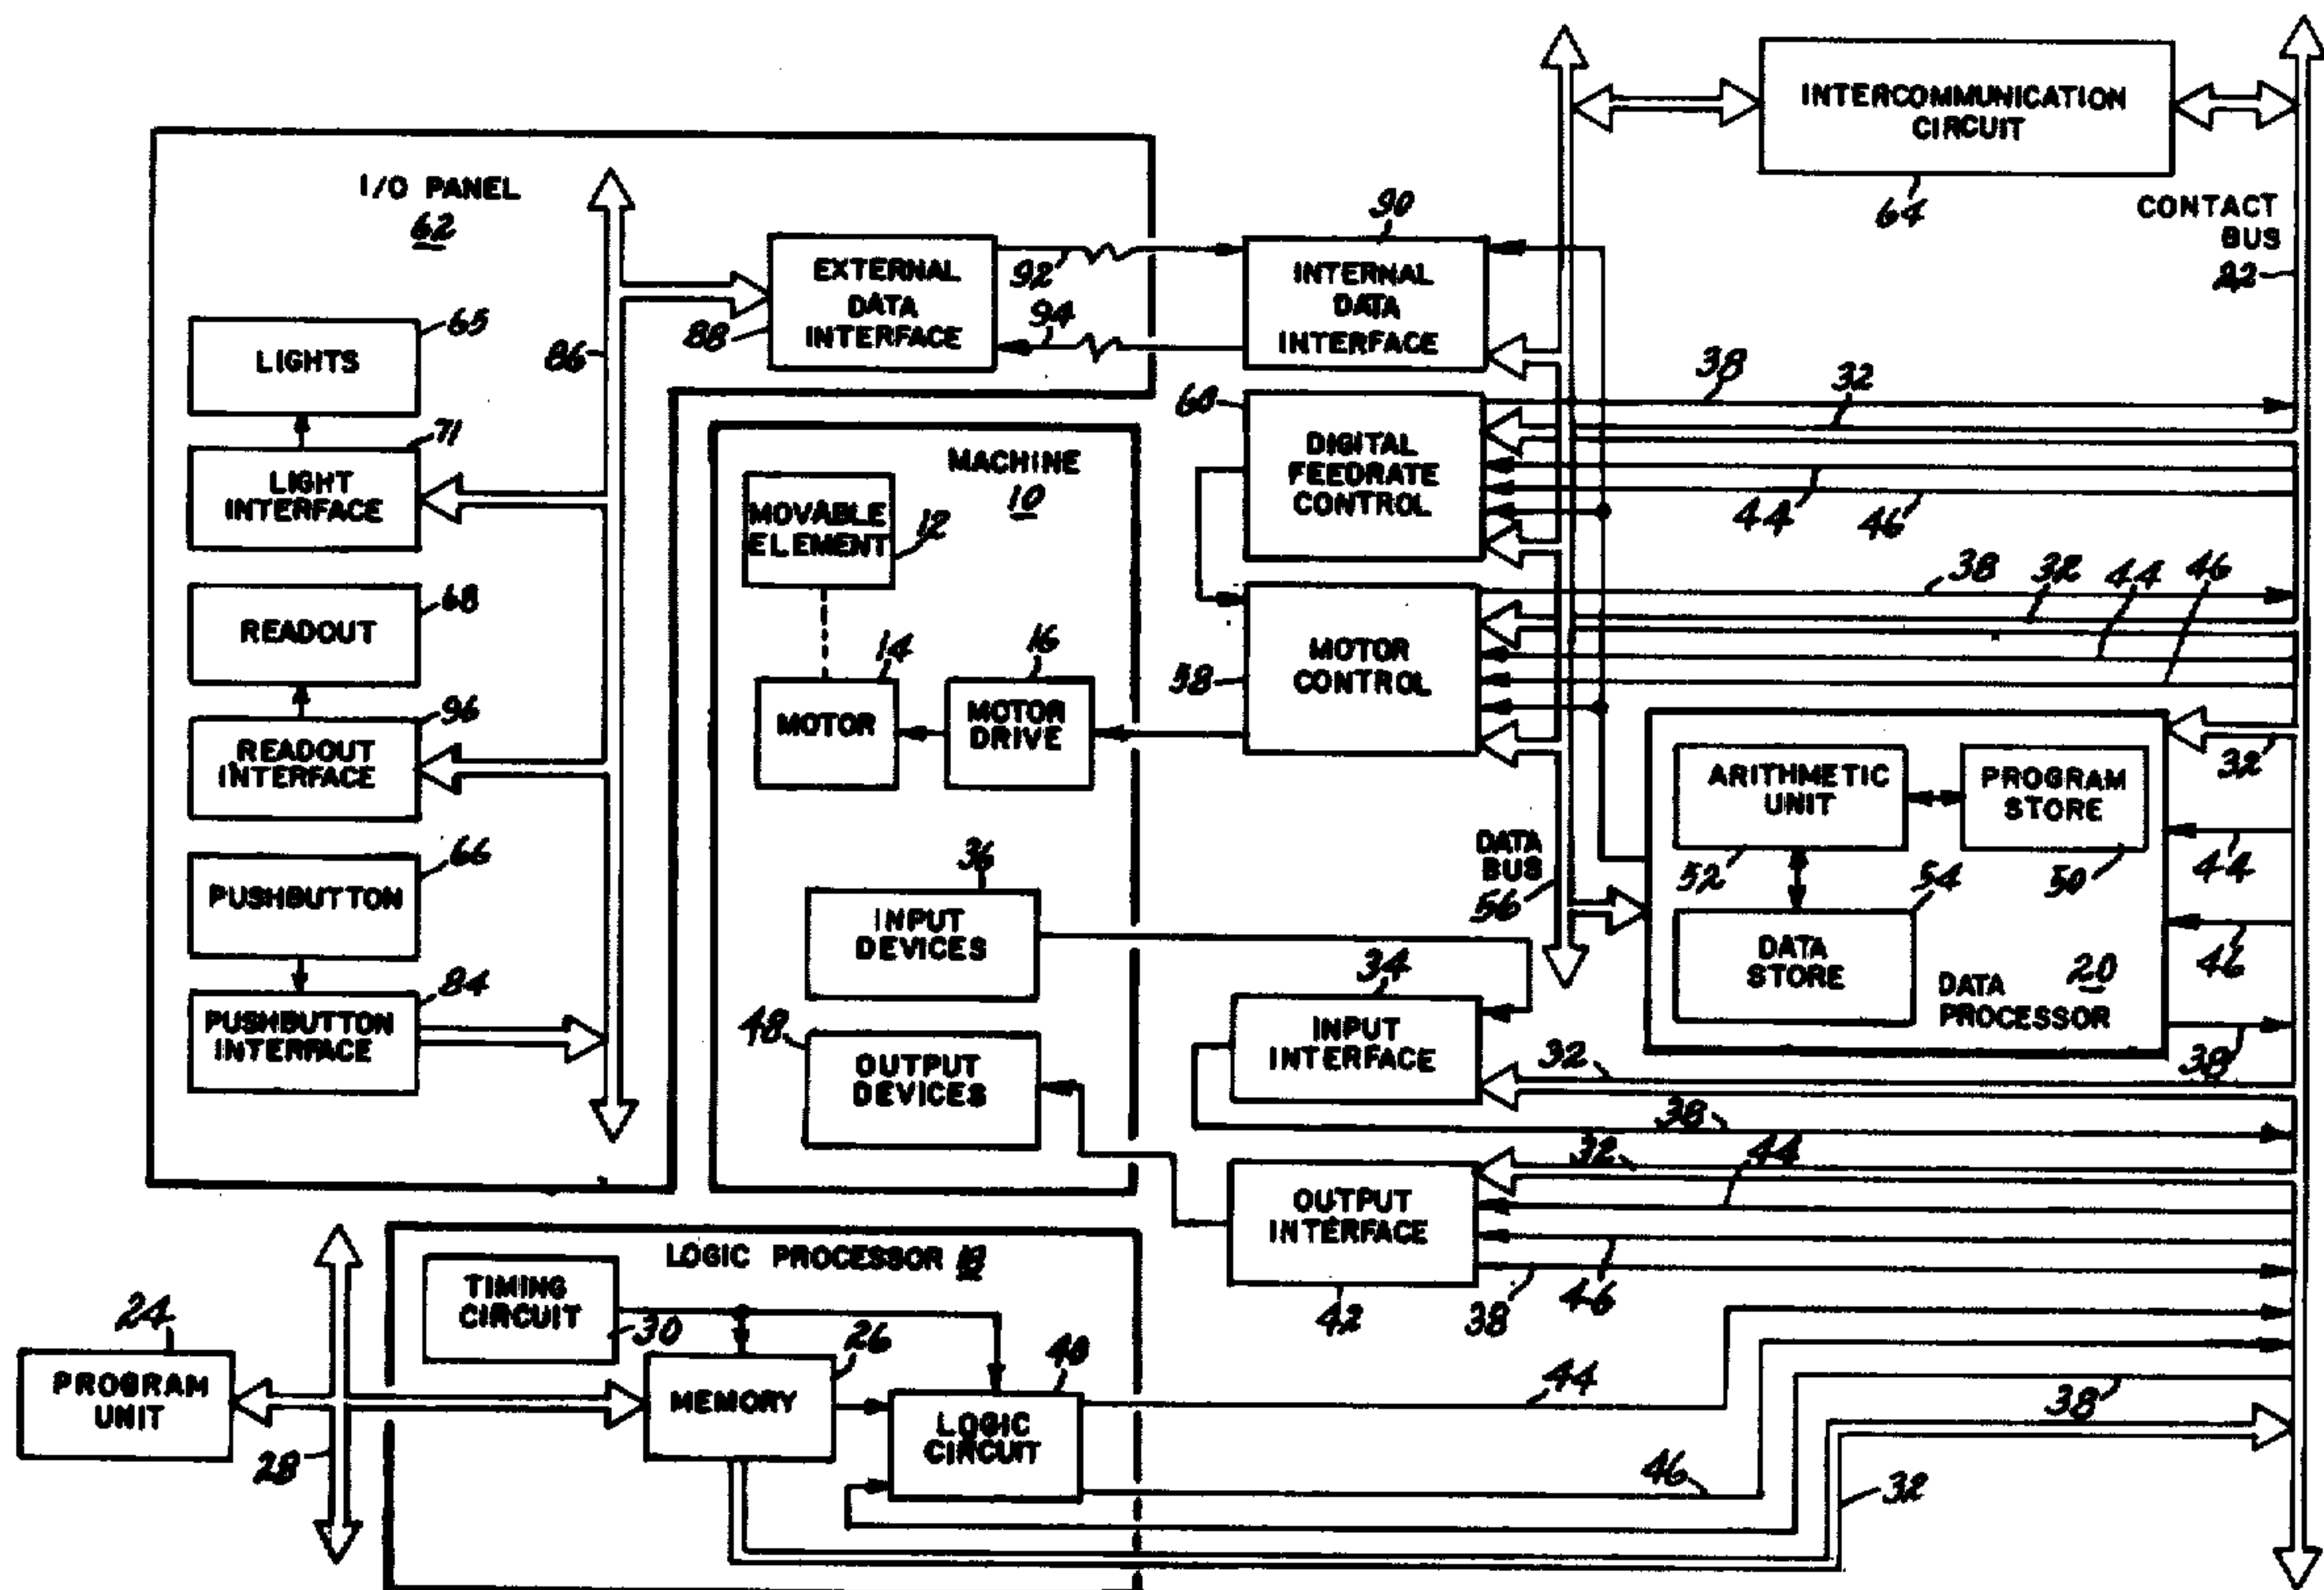 INTERCOMMUNICATION
CIRCUIT
64
CONTACT
BUS
22
I/O PANEL
62
LIGHTS
65
LIGHT
INTERFACE
71
READOUT
68
READOUT
INTERFACE
96
PUSHBUTTON
66
PUSHBUTTON
INTERFACE
84
86
EXTERNAL
DATA
INTERFACE
88
92
94
90
INTERNAL
DATA
INTERFACE
60
DIGITAL
FEEDRATE
CONTROL
38
32
44
46
MACHINE
10
MOVABLE
ELEMENT
12
MOTOR
14
MOTOR
DRIVE
16
58
MOTOR
CONTROL
38
32
44
46
INPUT
DEVICES
36
48
OUTPUT
DEVICES
DATA
BUS
56
ARITHMETIC
UNIT
52
PROGRAM
STORE
50
DATA
STORE
54
DATA
PROCESSOR
20
32
44
46
38
34
INPUT
INTERFACE
32
38
OUTPUT
INTERFACE
42
32
44
46
38
LOGIC PROCESSOR 18
TIMING
CIRCUIT
30
24
PROGRAM
UNIT
28
MEMORY
26
LOGIC
CIRCUIT
40
44
46
38
32